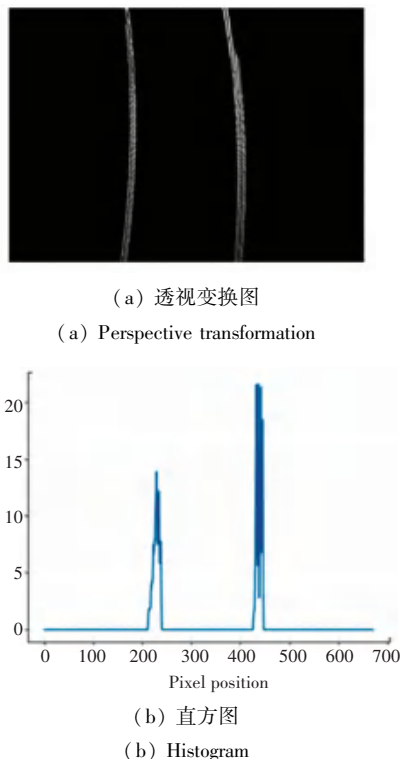 (a) 透视变换图
(a) Perspective transformation
20
15
10
5
0
0 100 200 300 400 500 600 700
Pixel position
(b) 直方图
(b) Histogram